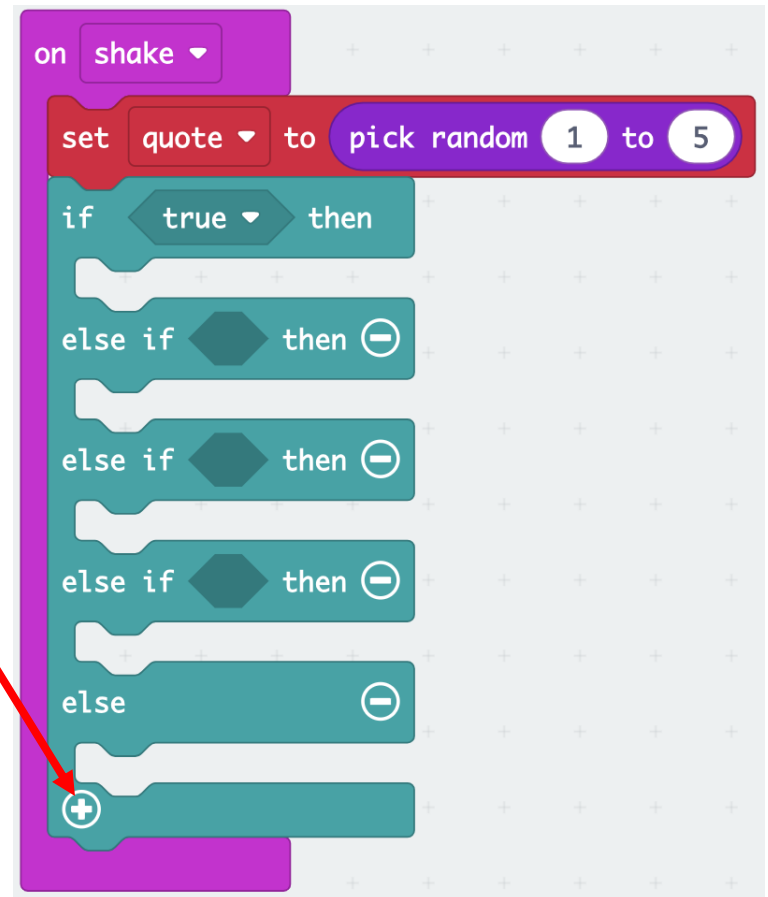 on shake
set quote to pick random 1 to 5
if true then
else if then
else if then
else if then
else